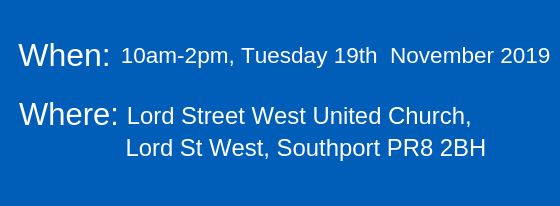 When: 10am-2pm, Tuesday 19th  November 2019
Where: Lord Street West United Church,
Lord St West, Southport PR8 2BH